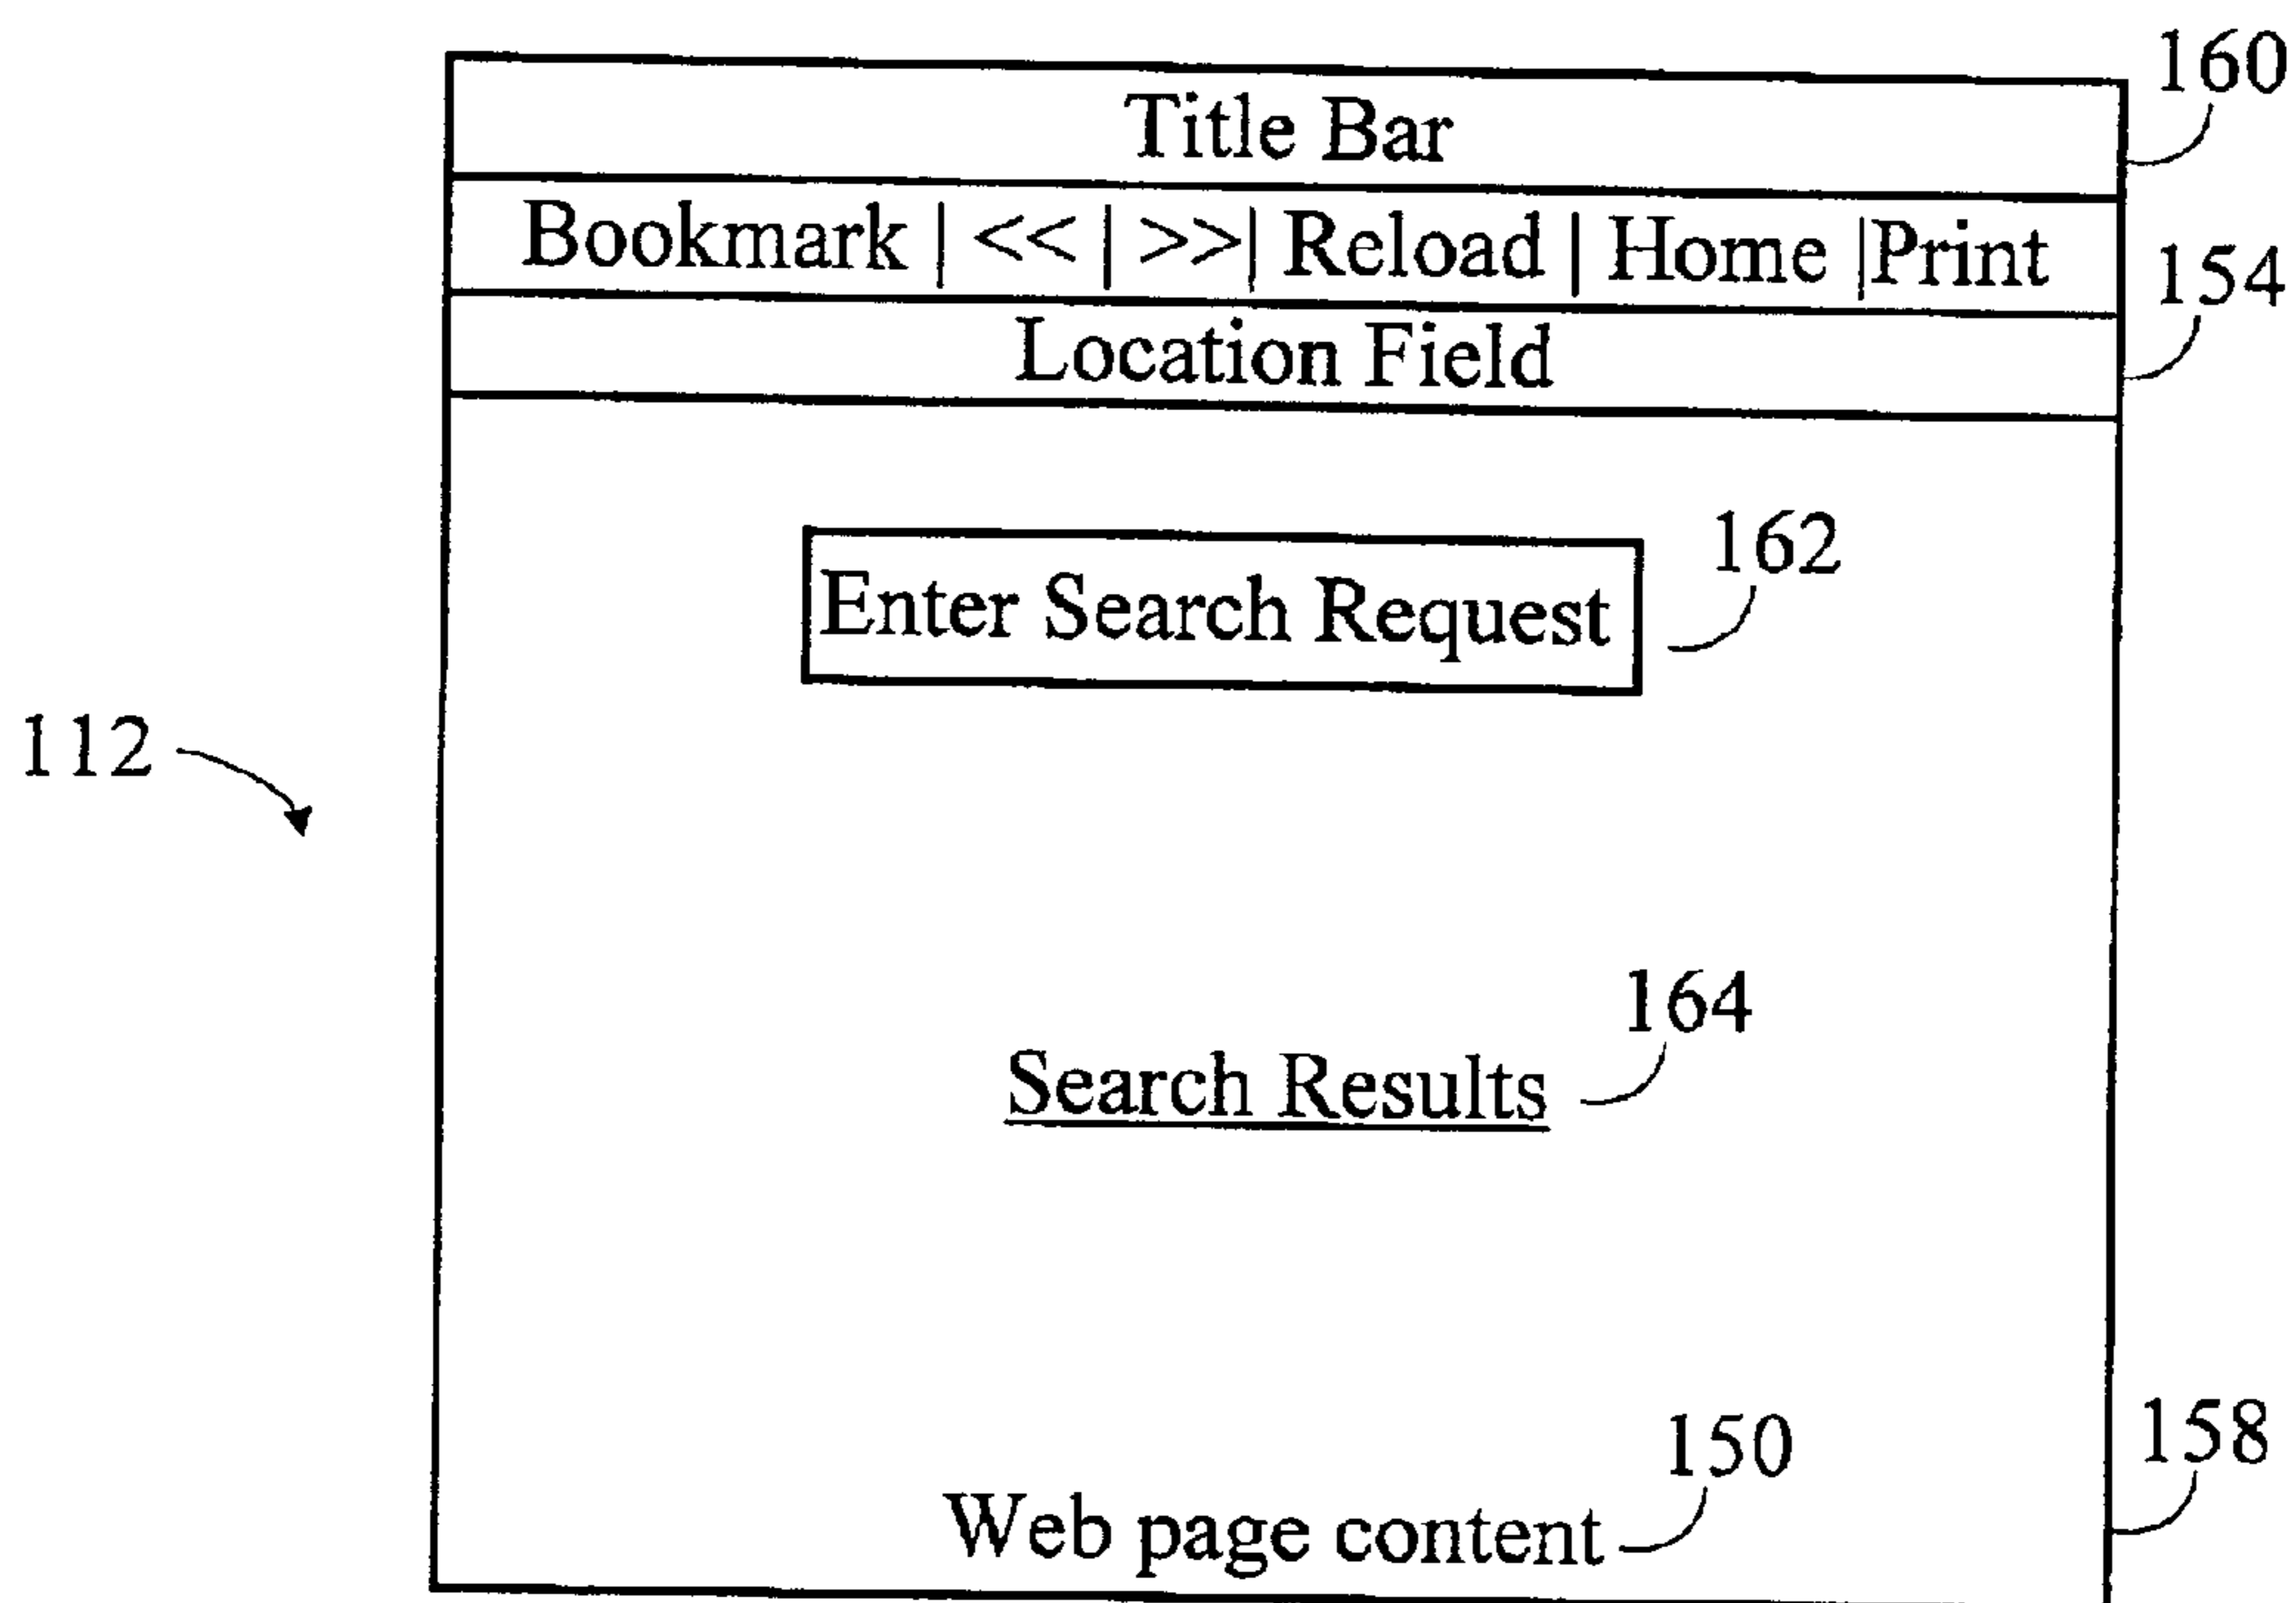 160
Title Bar
Bookmark | << | >>| Reload | Home |Print
154
Location Field
162
Enter Search Request
112
164
Search Results
150
158
Web page content